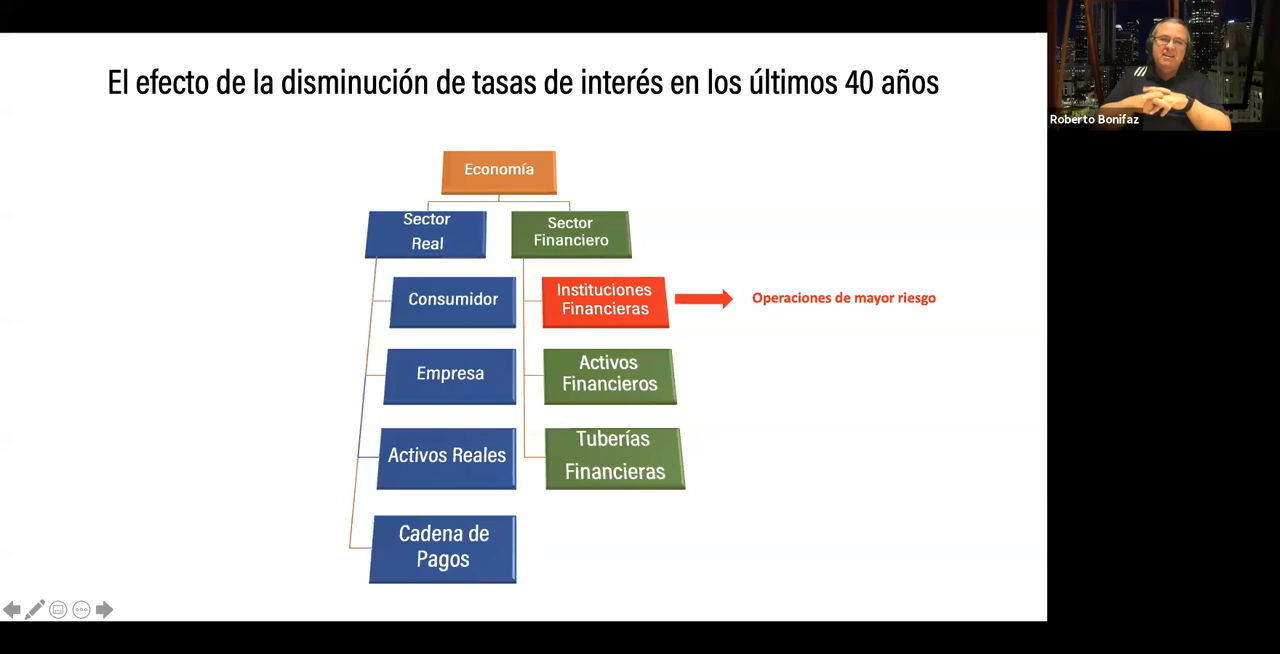 El efecto de la disminución de tasas de interés en los últimos 40 años
Roberto Bonifaz
Economía
Sector
Real
Sector
Financiero
Consumidor
Instituciones
Financieras
Operaciones de mayor riesgo
Empresa
Activos
Financieros
Activos Reales
Tuberías
Financieras
Cadena de
Pagos